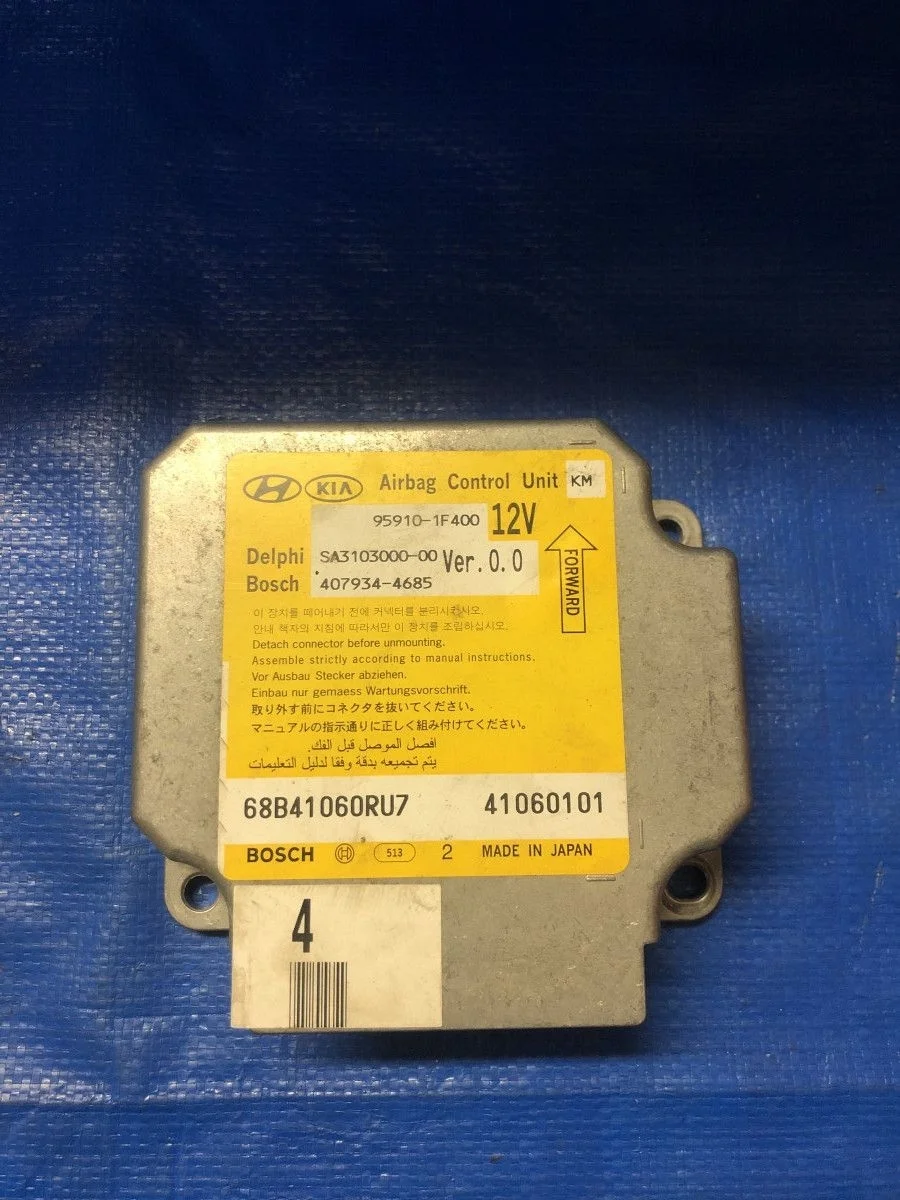 HYUNDAI KIA Airbag Control Unit KM
95910-1F400 12V
Delphi SA3103000-00 Ver.0.0
Bosch 407934-4685
FORWARD
이 장치를 떼어내기 전에 커넥터를 분리시키시오.
안내 책자의 지침에 따라서만 이 장치를 조립하십시오.
Detach connector before unmounting.
Assemble strictly according to manual instructions.
Vor Ausbau Stecker abziehen.
Einbau nur gemaess Wartungsvorschrift.
取り外す前にコネクタを抜いてください。
マニュアルの指示通りに正しく組み付けてください。
افصل الموصل قبل الفك.
يتم تجميعه بدقة وفقا لدليل التعليمات
68B41060RU7 41060101
BOSCH 513 2 MADE IN JAPAN
4